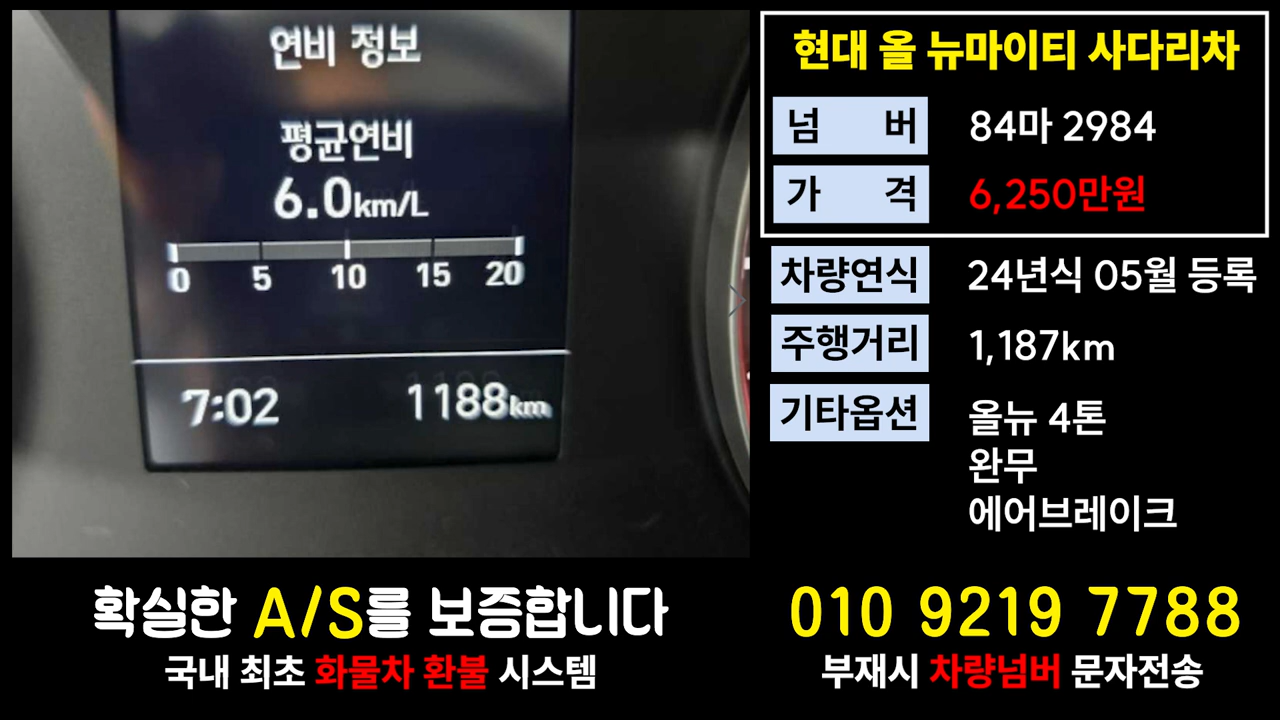 연비 정보
평균연비
6.0km/L
0 5 10 15 20
7:02 1188km
현대 올 뉴마이티 사다리차
넘 버 84마 2984
가 격 6,250만원
차량연식 24년식 05월 등록
주행거리 1,187km
기타옵션 올뉴 4톤
완무
에어브레이크
확실한 A/S를 보증합니다
국내 최초 화물차 환불 시스템
010 9219 7788
부재시 차량넘버 문자전송